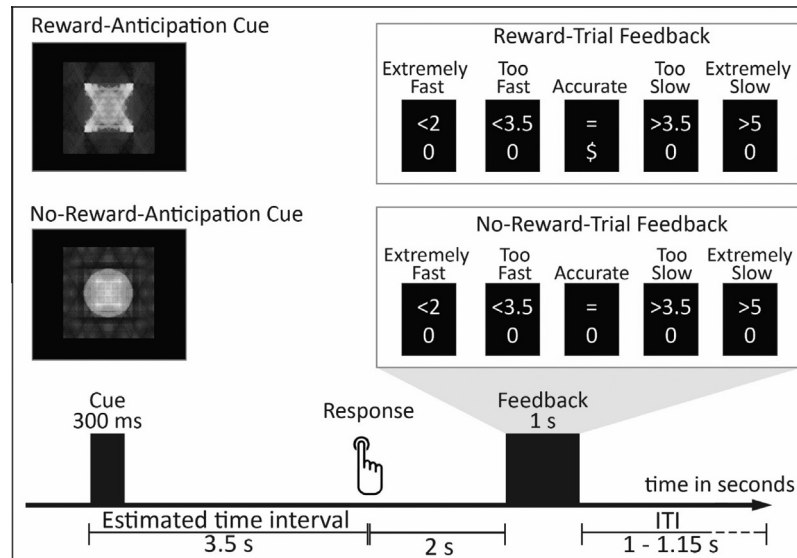 Reward-Anticipation Cue
Reward-Trial Feedback
Extremely Fast
Too Fast
Accurate
Too Slow
Extremely Slow
<2
<3.5
=
>3.5
>5
0
0
$
0
0
No-Reward-Anticipation Cue
No-Reward-Trial Feedback
Extremely Fast
Too Fast
Accurate
Too Slow
Extremely Slow
<2
<3.5
=
>3.5
>5
0
0
0
0
0
Cue
300 ms
Response
Feedback
1 s
time in seconds
Estimated time interval
3.5 s
2 s
ITI
1 - 1.15 s